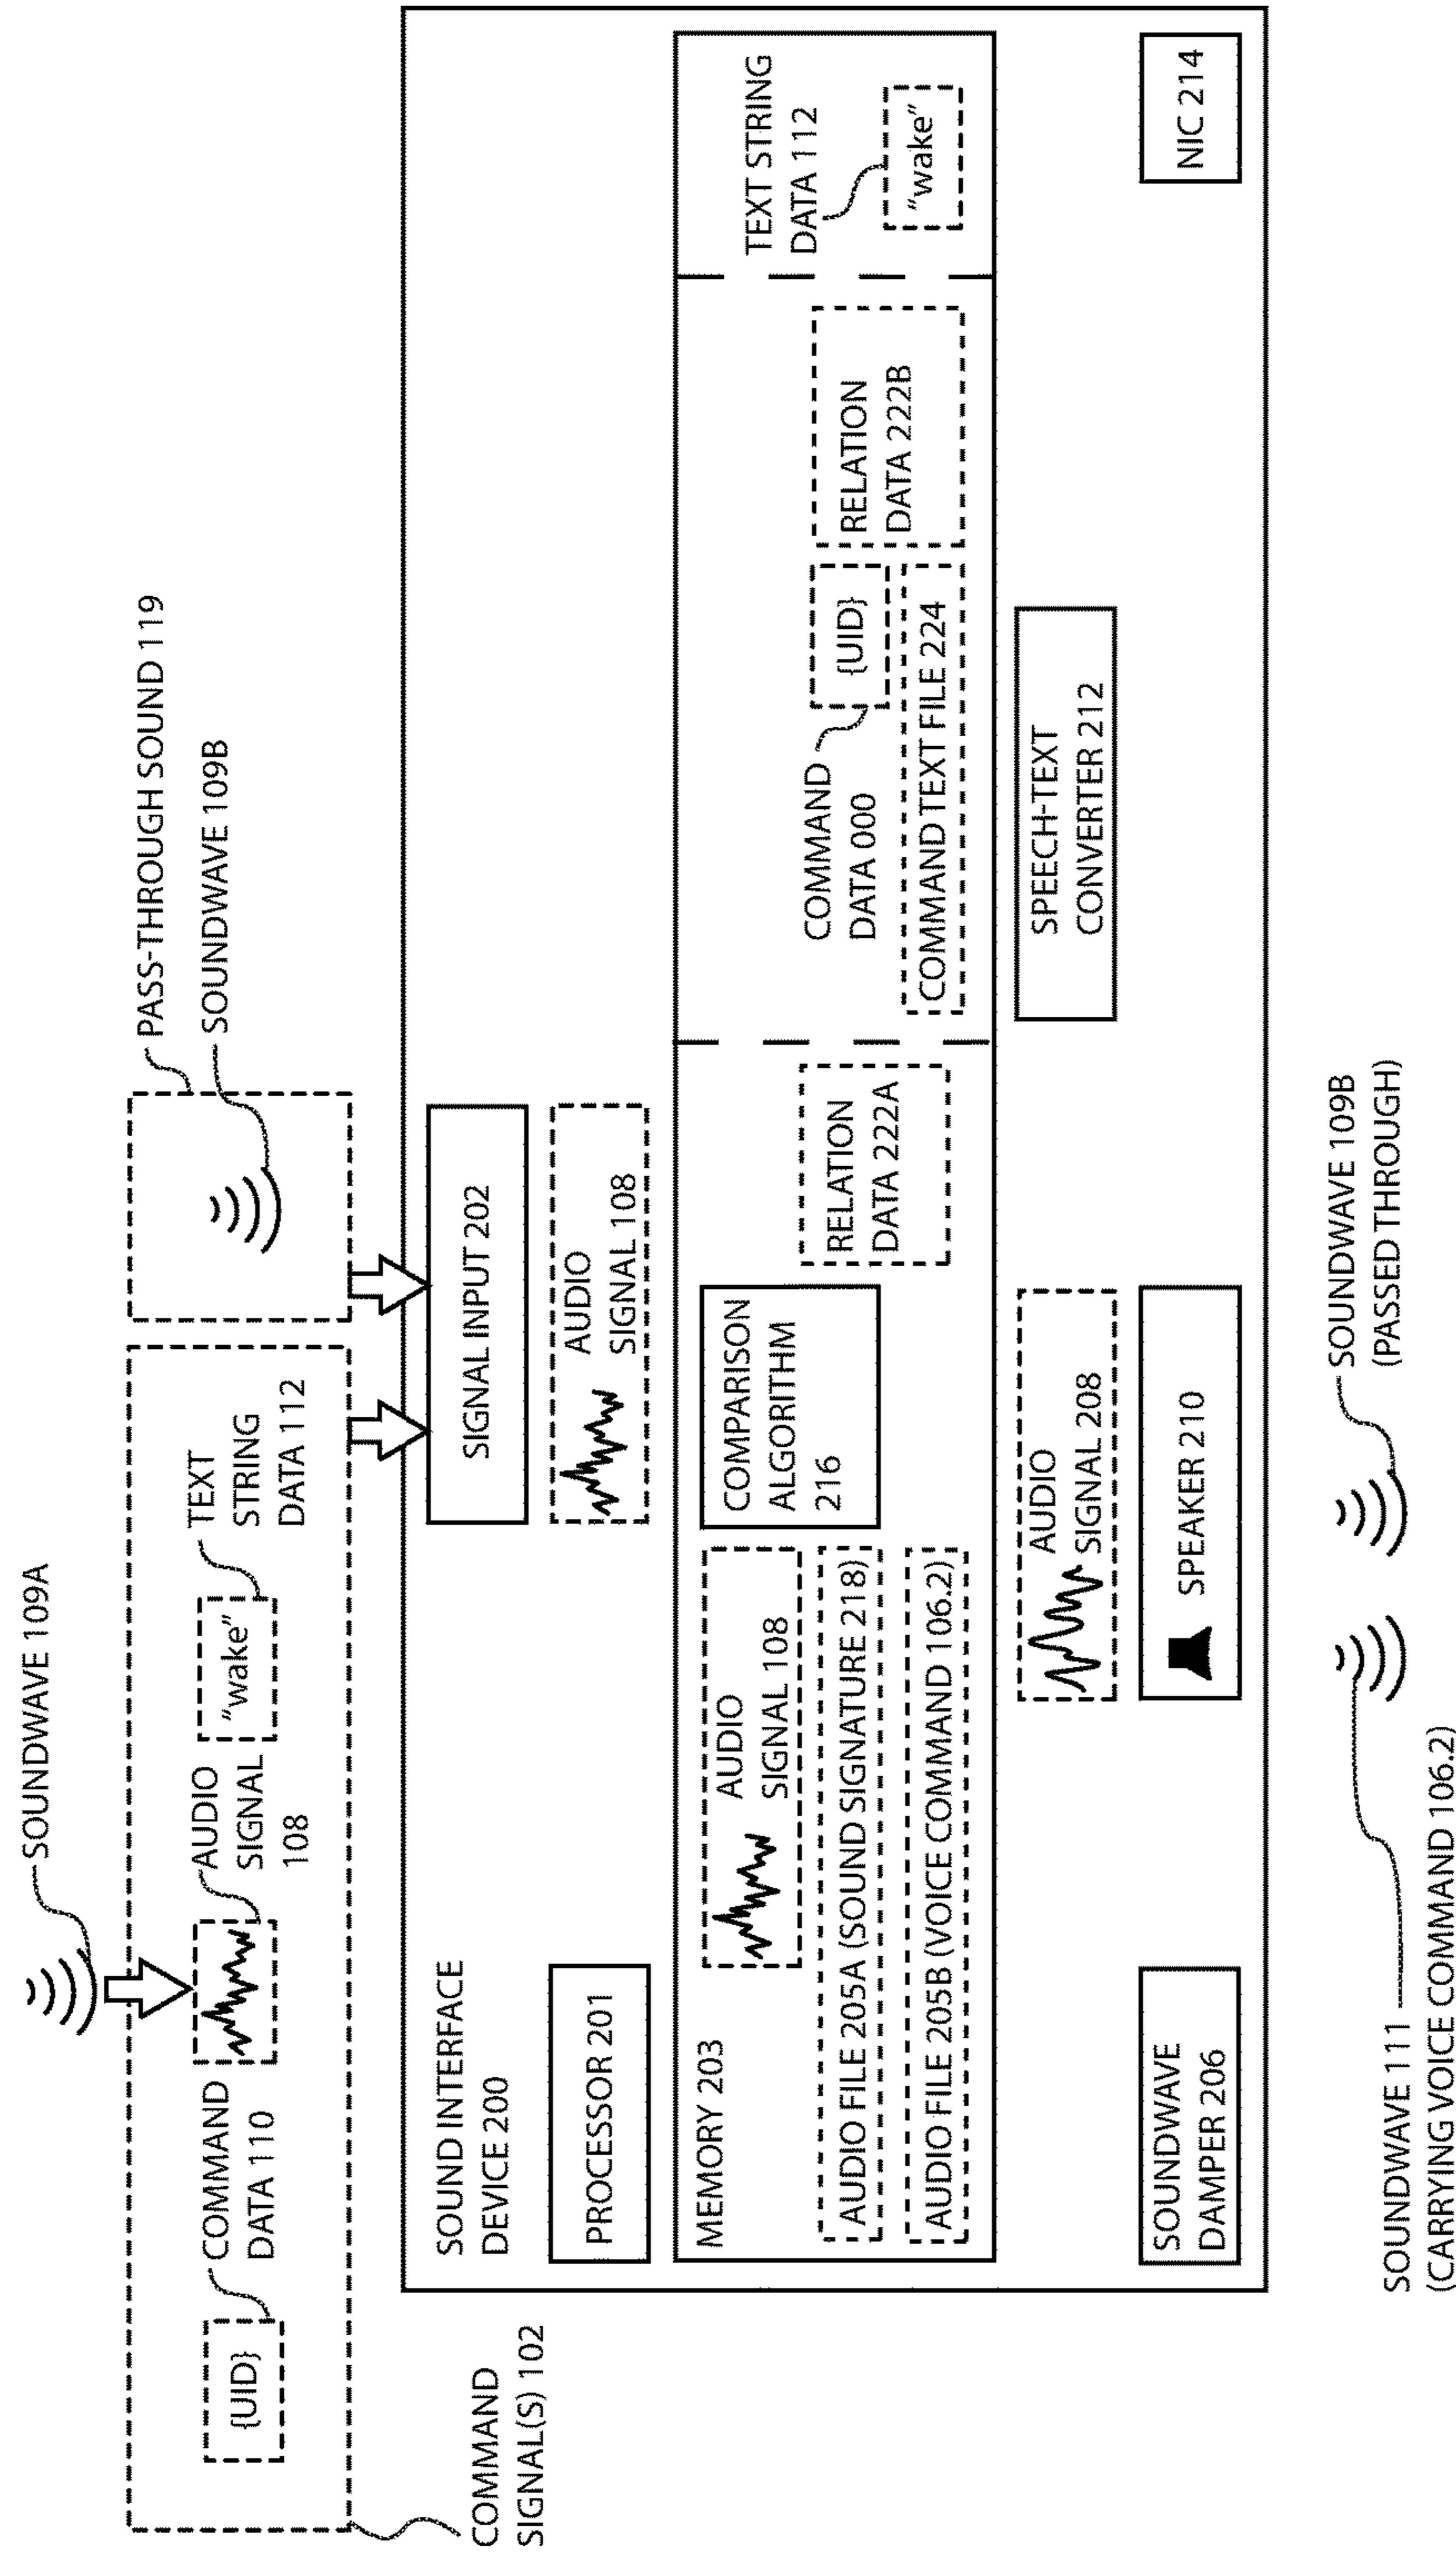 SOUNDWAVE 109A
PASS-THROUGH SOUND 119
SOUNDWAVE 109B
{UID}
COMMAND
DATA 110
AUDIO
SIGNAL
108
"wake"
TEXT
STRING
DATA 112
COMMAND
SIGNAL(S) 102
SOUND INTERFACE
DEVICE 200
SIGNAL INPUT 202
PROCESSOR 201
AUDIO
SIGNAL 108
MEMORY 203
AUDIO
SIGNAL 108
AUDIO FILE 205A (SOUND SIGNATURE 218)
AUDIO FILE 205B (VOICE COMMAND 106.2)
COMPARISON
ALGORITHM
216
RELATION
DATA 222A
COMMAND
DATA 000
{UID}
COMMAND TEXT FILE 224
RELATION
DATA 222B
TEXT STRING
DATA 112
"wake"
AUDIO
SIGNAL 208
SPEECH-TEXT
CONVERTER 212
SOUNDWAVE
DAMPER 206
SPEAKER 210
NIC 214
SOUNDWAVE 111
(CARRYING VOICE COMMAND 106.2)
SOUNDWAVE 109B
(PASSED THROUGH)